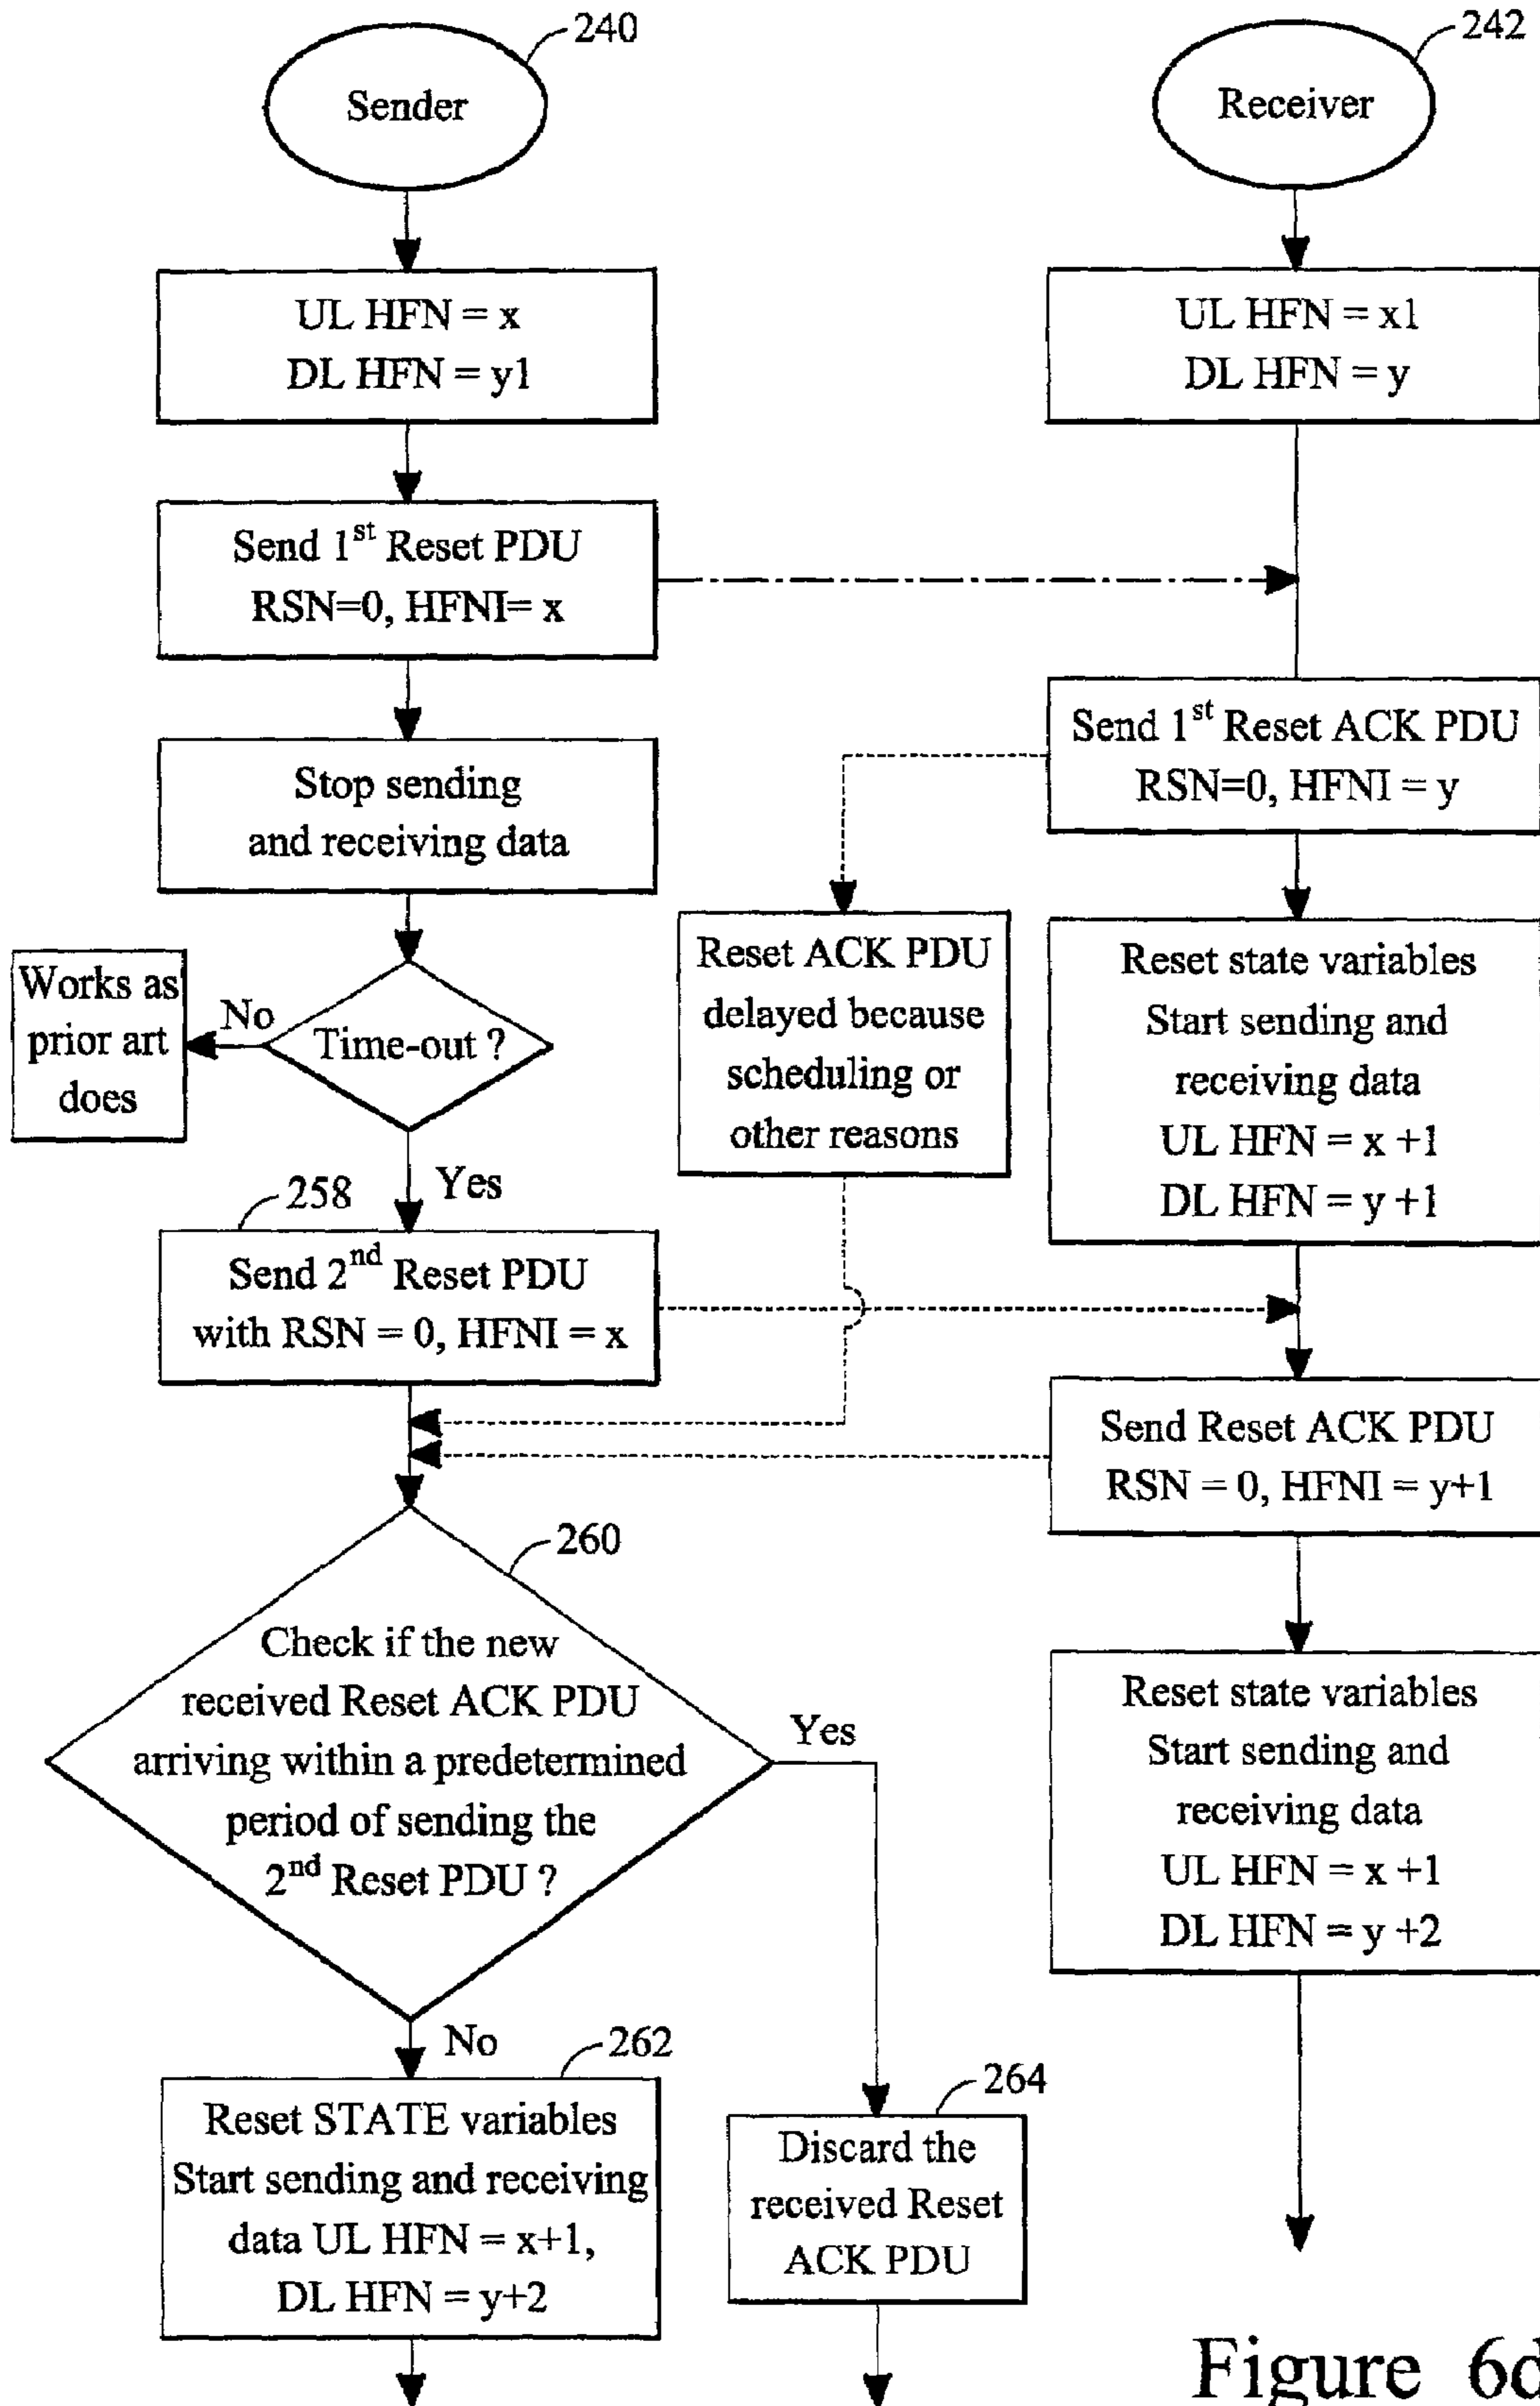 240
Sender
242
Receiver
UL HFN = x
DL HFN = y1
UL HFN = x1
DL HFN = y
Send 1st Reset PDU
RSN=0, HFNI= x
Send 1st Reset ACK PDU
RSN=0, HFNI = y
Stop sending
and receiving data
Reset ACK PDU
delayed because
scheduling or
other reasons
Reset state variables
Start sending and
receiving data
UL HFN = x +1
DL HFN = y +1
Works as
prior art
does
No
Time-out ?
Yes
258
Send 2nd Reset PDU
with RSN = 0, HFNI = x
Send Reset ACK PDU
RSN = 0, HFNI = y+1
260
Check if the new
received Reset ACK PDU
arriving within a predetermined
period of sending the
2nd Reset PDU ?
Yes
Reset state variables
Start sending and
receiving data
UL HFN = x +1
DL HFN = y +2
No
262
Reset STATE variables
Start sending and receiving
data UL HFN = x+1,
DL HFN = y+2
264
Discard the
received Reset
ACK PDU
Figure 6d